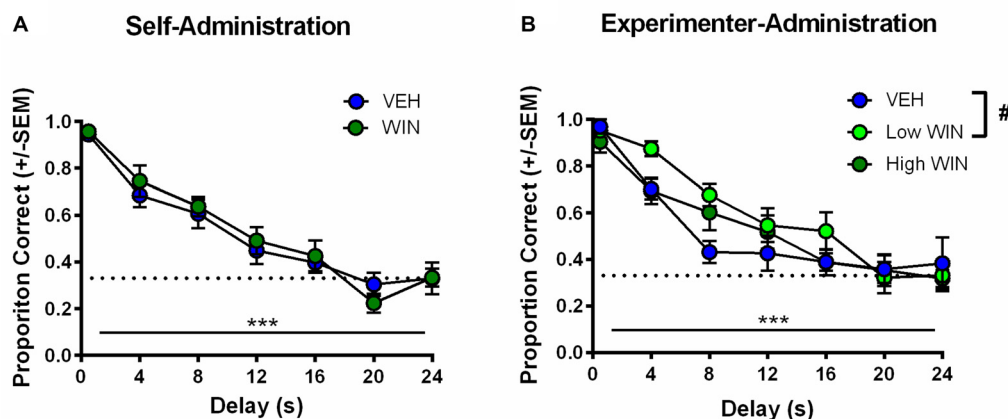 A
Self-Administration
VEH
WIN
Proporiton Correct (+/-SEM)
1.0
0.8
0.6
0.4
0.2
0.0
***
0 4 8 12 16 20 24
Delay (s)
B
Experimenter-Administration
VEH
Low WIN
High WIN
#
Proporiton Correct (+/-SEM)
1.0
0.8
0.6
0.4
0.2
0.0
***
0 4 8 12 16 20 24
Delay (s)